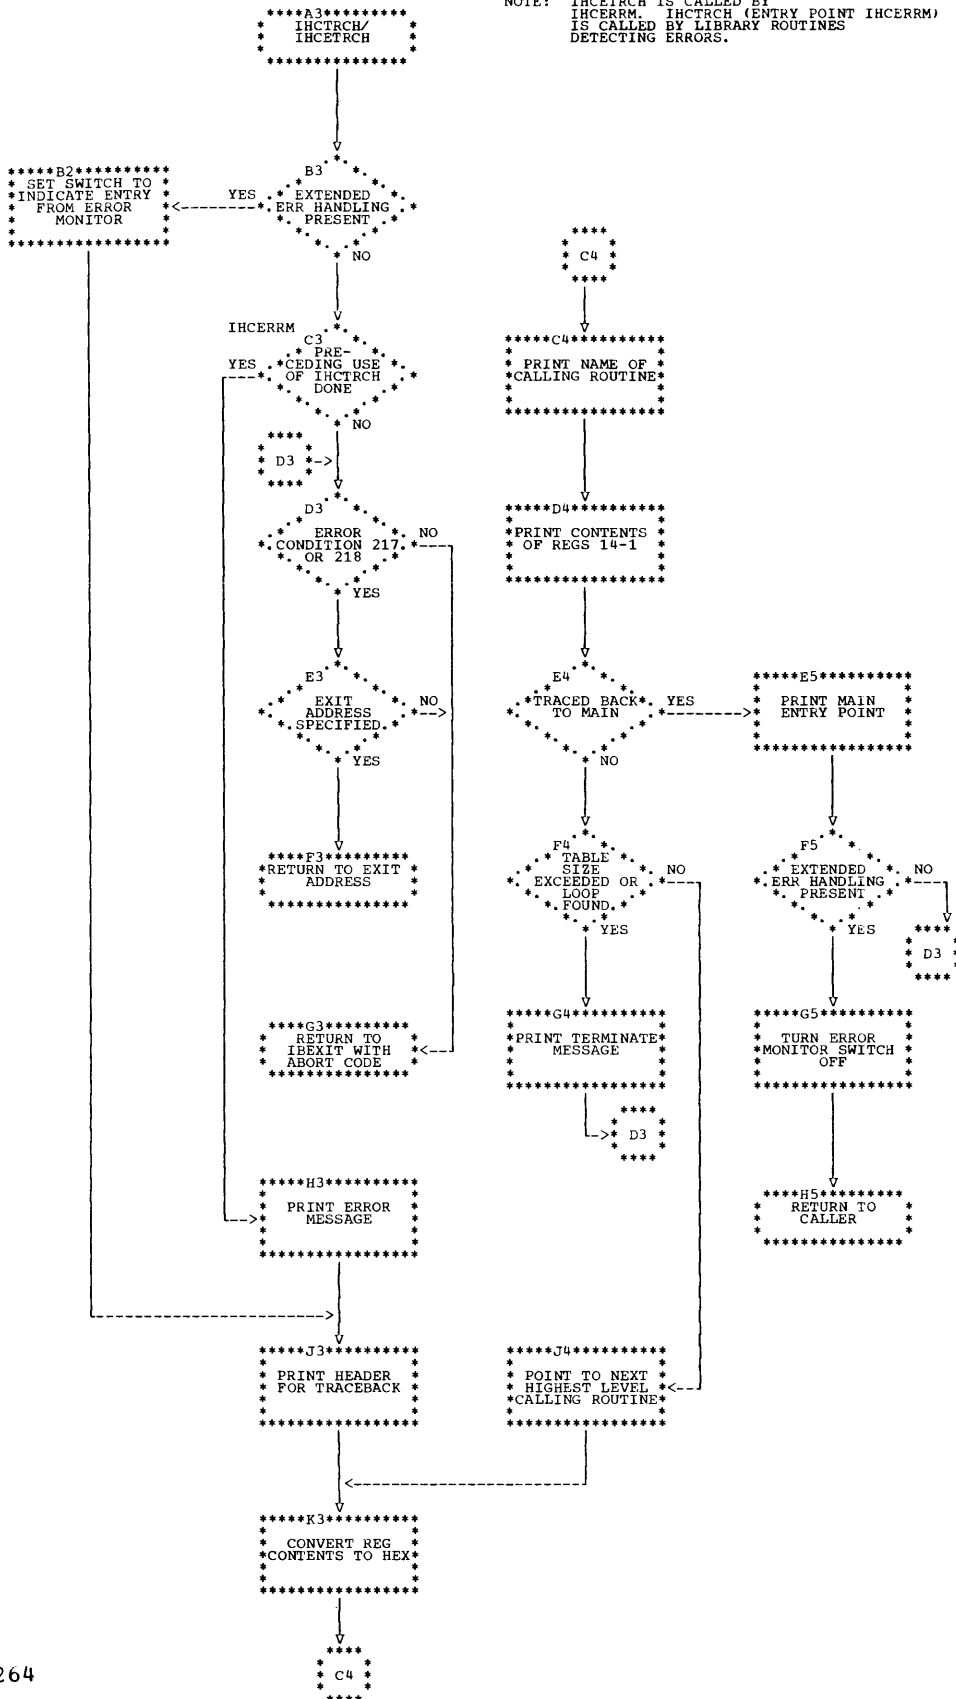 NOTE: IHCETRCH IS CALLED BY
IHCERRM. IHCTRCH (ENTRY POINT IHCERRM)
IS CALLED BY LIBRARY ROUTINES
DETECTING ERRORS.
A3
IHCTRCH/
IHCETRCH
B3
EXTENDED
ERR HANDLING
PRESENT
YES
NO
B2
SET SWITCH TO
INDICATE ENTRY
FROM ERROR
MONITOR
IHCERRM
C3
PRE-
CEDING USE
OF IHCTRCH
DONE
YES
NO
D3
D3
ERROR
CONDITION 217
OR 218
NO
YES
E3
EXIT
ADDRESS
SPECIFIED
NO
YES
F3
RETURN TO EXIT
ADDRESS
G3
RETURN TO
IBEXIT WITH
ABORT CODE
H3
PRINT ERROR
MESSAGE
J3
PRINT HEADER
FOR TRACEBACK
K3
CONVERT REG
CONTENTS TO HEX
C4
C4
C4
PRINT NAME OF
CALLING ROUTINE
D4
PRINT CONTENTS
OF REGS 14-1
E4
TRACED BACK
TO MAIN
YES
NO
F4
TABLE
SIZE
EXCEEDED OR
LOOP
FOUND
NO
YES
G4
PRINT TERMINATE
MESSAGE
D3
J4
POINT TO NEXT
HIGHEST LEVEL
CALLING ROUTINE
E5
PRINT MAIN
ENTRY POINT
F5
EXTENDED
ERR HANDLING
PRESENT
NO
YES
D3
G5
TURN ERROR
MONITOR SWITCH
OFF
H5
RETURN TO
CALLER
264